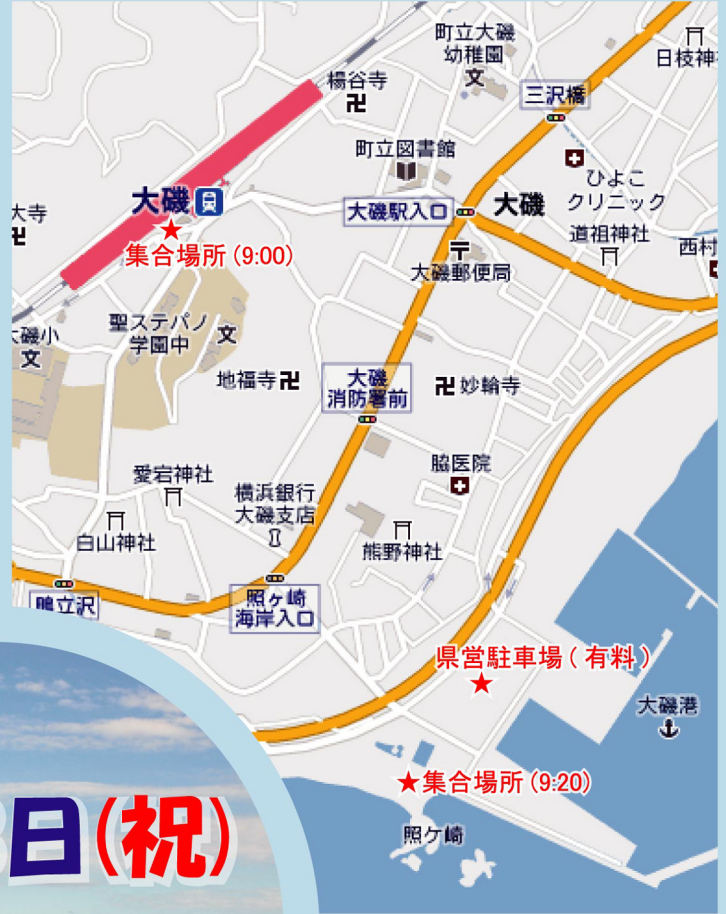 町立大磯
幼稚園
文
日枝神
楊谷寺
三沢橋
町立図書館
ひよこ
クリニック
大磯
大磯駅入口
大磯
大寺
集合場所(9:00)
道祖神社
西村
大磯郵便局
聖ステパノ
学園中
文
磯小
文
地福寺
大磯
消防署前
妙輪寺
脇医院
愛宕神社
横浜銀行
大磯支店
白山神社
熊野神社
鴫立沢
照ヶ崎
海岸入口
県営駐車場(有料)
★
大磯港
★集合場所(9:20)
照ケ崎
日(祝)